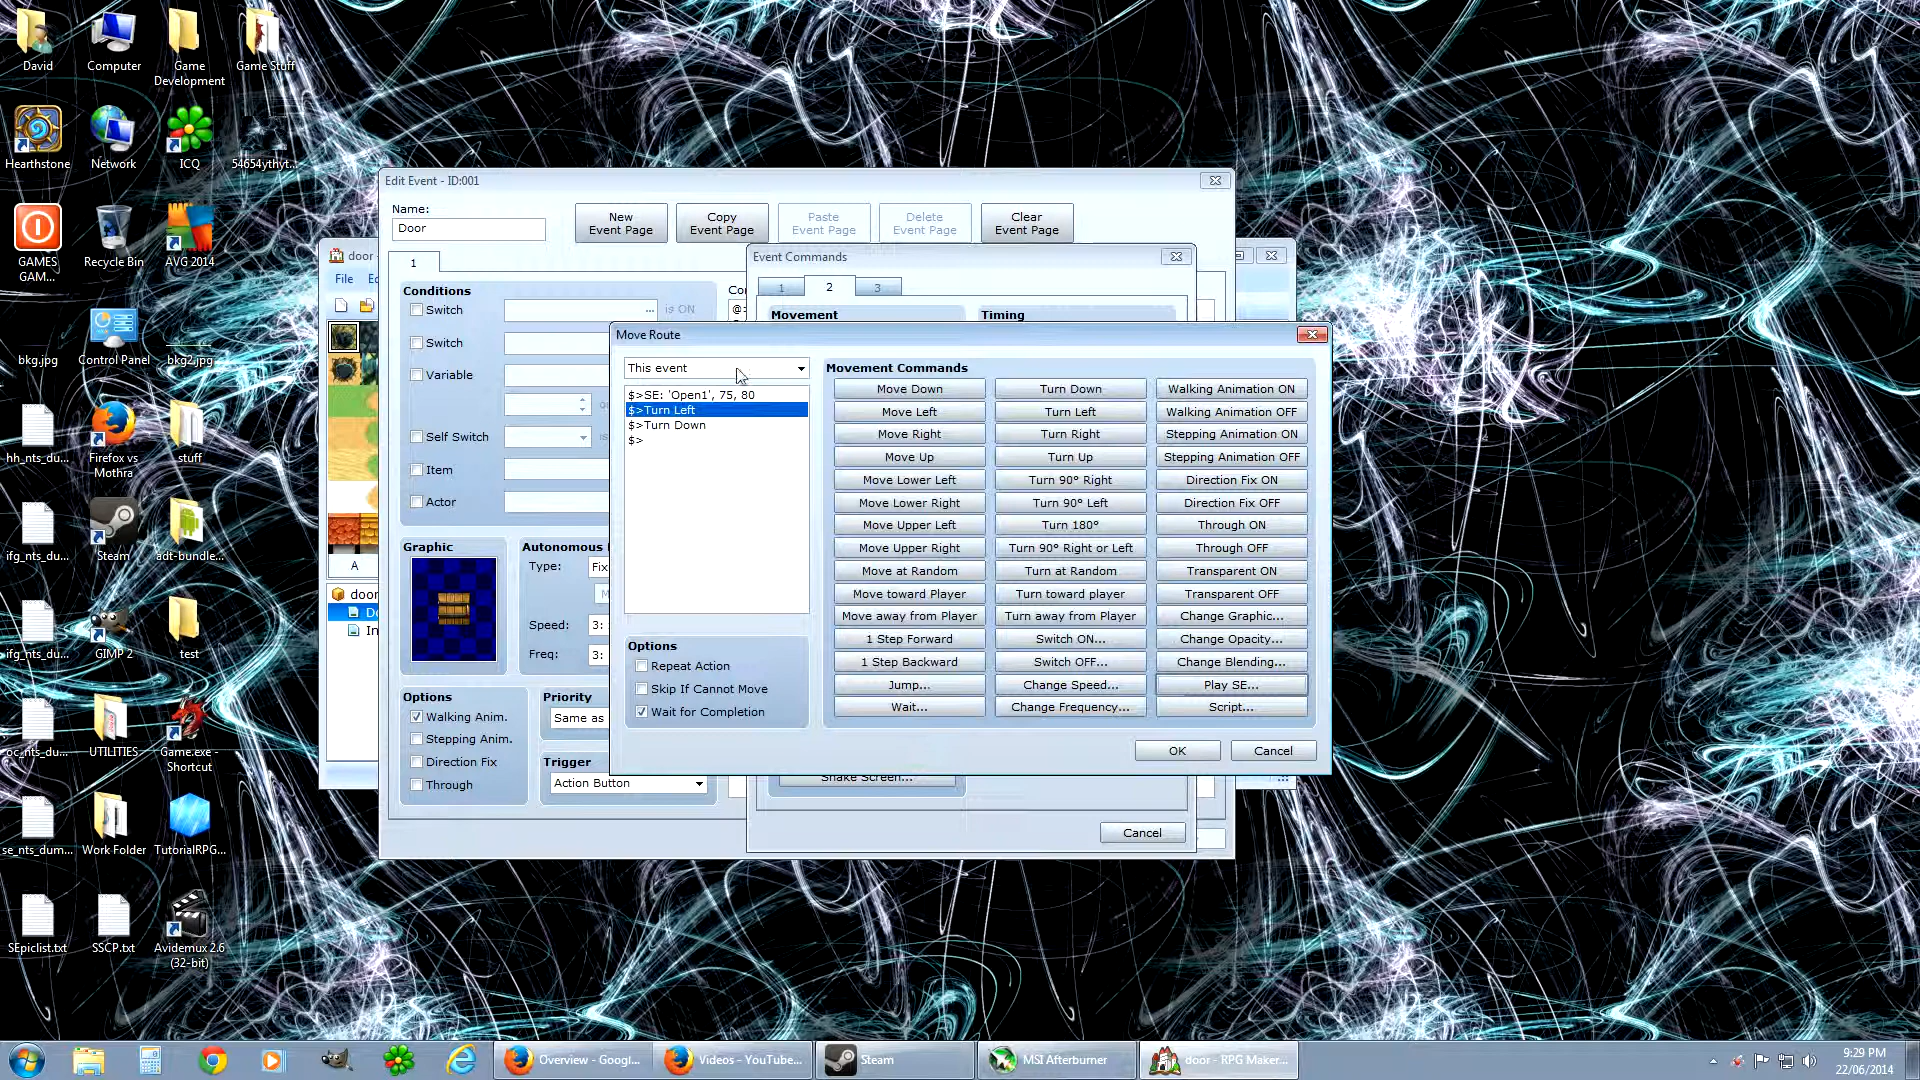 David
Computer
Game
Development
Game Stuff
Hearthstone
Network
ICQ
54654ythyt...
GAMES
GAM...
Recycle Bin
AVG 2014
bkg.jpg
Control Panel
bkg2.jpg
hh_nts_du...
Firefox vs
Mothra
stuff
ifg_nts_du...
Steam
adt-bundle...
ifg_nts_du...
GIMP 2
test
oc_nts_du...
UTILITIES
Game.exe -
Shortcut
se_nts_dum...
Work Folder
TutorialRPG...
SEpiclist.txt
SSCP.txt
Avidemux 2.6
(32-bit)
door
File
A
door
Edit Event - ID:001
Name:
Door
New
Event Page
Copy
Event Page
Paste
Event Page
Delete
Event Page
Clear
Event Page
1
Conditions
Switch
... is ON
Switch
Variable
Self Switch
Item
Actor
Graphic
Autonomous
Type:
Fix
Speed:
3:
Freq:
3:
Options
Walking Anim.
Stepping Anim.
Direction Fix
Through
Priority
Same as
Trigger
Action Button
Event Commands
1
2
3
Movement
Timing
Shake Screen...
Cancel
Move Route
This event
$>SE: 'Open1', 75, 80
$>Turn Left
$>Turn Down
$>
Options
Repeat Action
Skip If Cannot Move
Wait for Completion
Movement Commands
Move Down
Turn Down
Walking Animation ON
Move Left
Turn Left
Walking Animation OFF
Move Right
Turn Right
Stepping Animation ON
Move Up
Turn Up
Stepping Animation OFF
Move Lower Left
Turn 90° Right
Direction Fix ON
Move Lower Right
Turn 90° Left
Direction Fix OFF
Move Upper Left
Turn 180°
Through ON
Move Upper Right
Turn 90° Right or Left
Through OFF
Move at Random
Turn at Random
Transparent ON
Move toward Player
Turn toward player
Transparent OFF
Move away from Player
Turn away from Player
Change Graphic...
1 Step Forward
Switch ON...
Change Opacity...
1 Step Backward
Switch OFF...
Change Blending...
Jump...
Change Speed...
Play SE...
Wait...
Change Frequency...
Script...
OK
Cancel
Overview - Googl...
Videos - YouTube...
Steam
MSI Afterburner
door - RPG Maker...
9:29 PM
22/06/2014